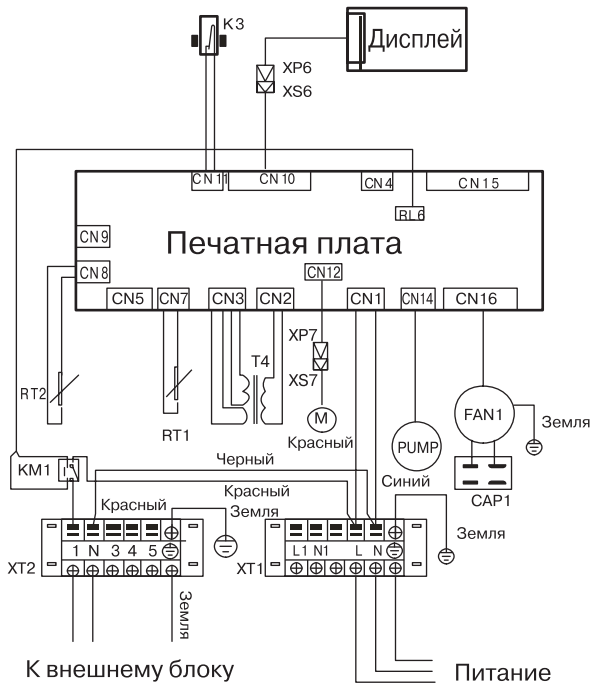 K3
Дисплей
XP6
XS6
CN11
CN10
CN4
CN15
RL6
CN9
Печатная плата
CN8
CN12
CN5
CN7
CN3
CN2
CN1
CN14
CN16
XP7
T4
XS7
RT2
RT1
M
Красный
FAN1
Земля
PUMP
Синий
CAP1
KM1
Черный
Красный
Красный
Земля
Земля
1 N 3 4 5
L1 N1 L N
XT2
XT1
Земля
К внешнему блоку
Питание